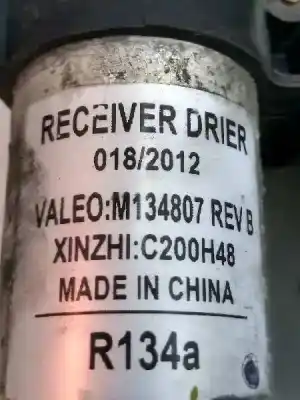 RECEIVER DRIER
018/2012
VALEO:M134807 REV B
XINZHI:C200H48
MADE IN CHINA
R134a